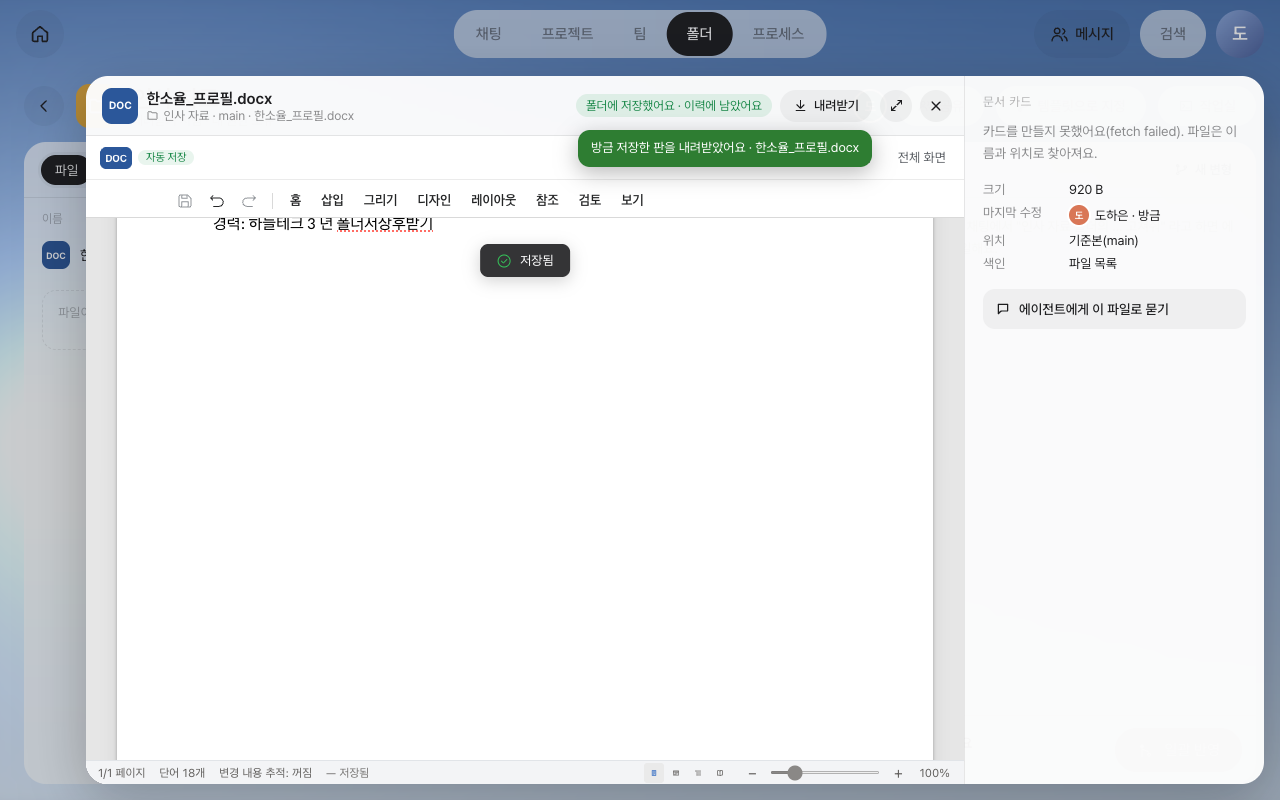 채팅
프로젝트
팀
폴더
프로세스
메시지
검색
도
DOC
한소율_프로필.docx
인사 자료 · main · 한소율_프로필.docx
폴더에 저장했어요 · 이력에 남았어요
내려받기
방금 저장한 판을 내려받았어요 · 한소율_프로필.docx
DOC
자동 저장
전체 화면
홈
삽입
그리기
디자인
레이아웃
참조
검토
보기
경력: 하늘테크 3 년 폴더저장후받기
저장됨
파일
이름
DOC
문서 카드
카드를 만들지 못했어요(fetch failed). 파일은 이
름과 위치로 찾아져요.
크기
920 B
마지막 수정
도
도하은 · 방금
위치
기준본(main)
색인
파일 목록
에이전트에게 이 파일로 묻기
1/1 페이지
단어 18개
변경 내용 추적: 꺼짐
— 저장됨
100%